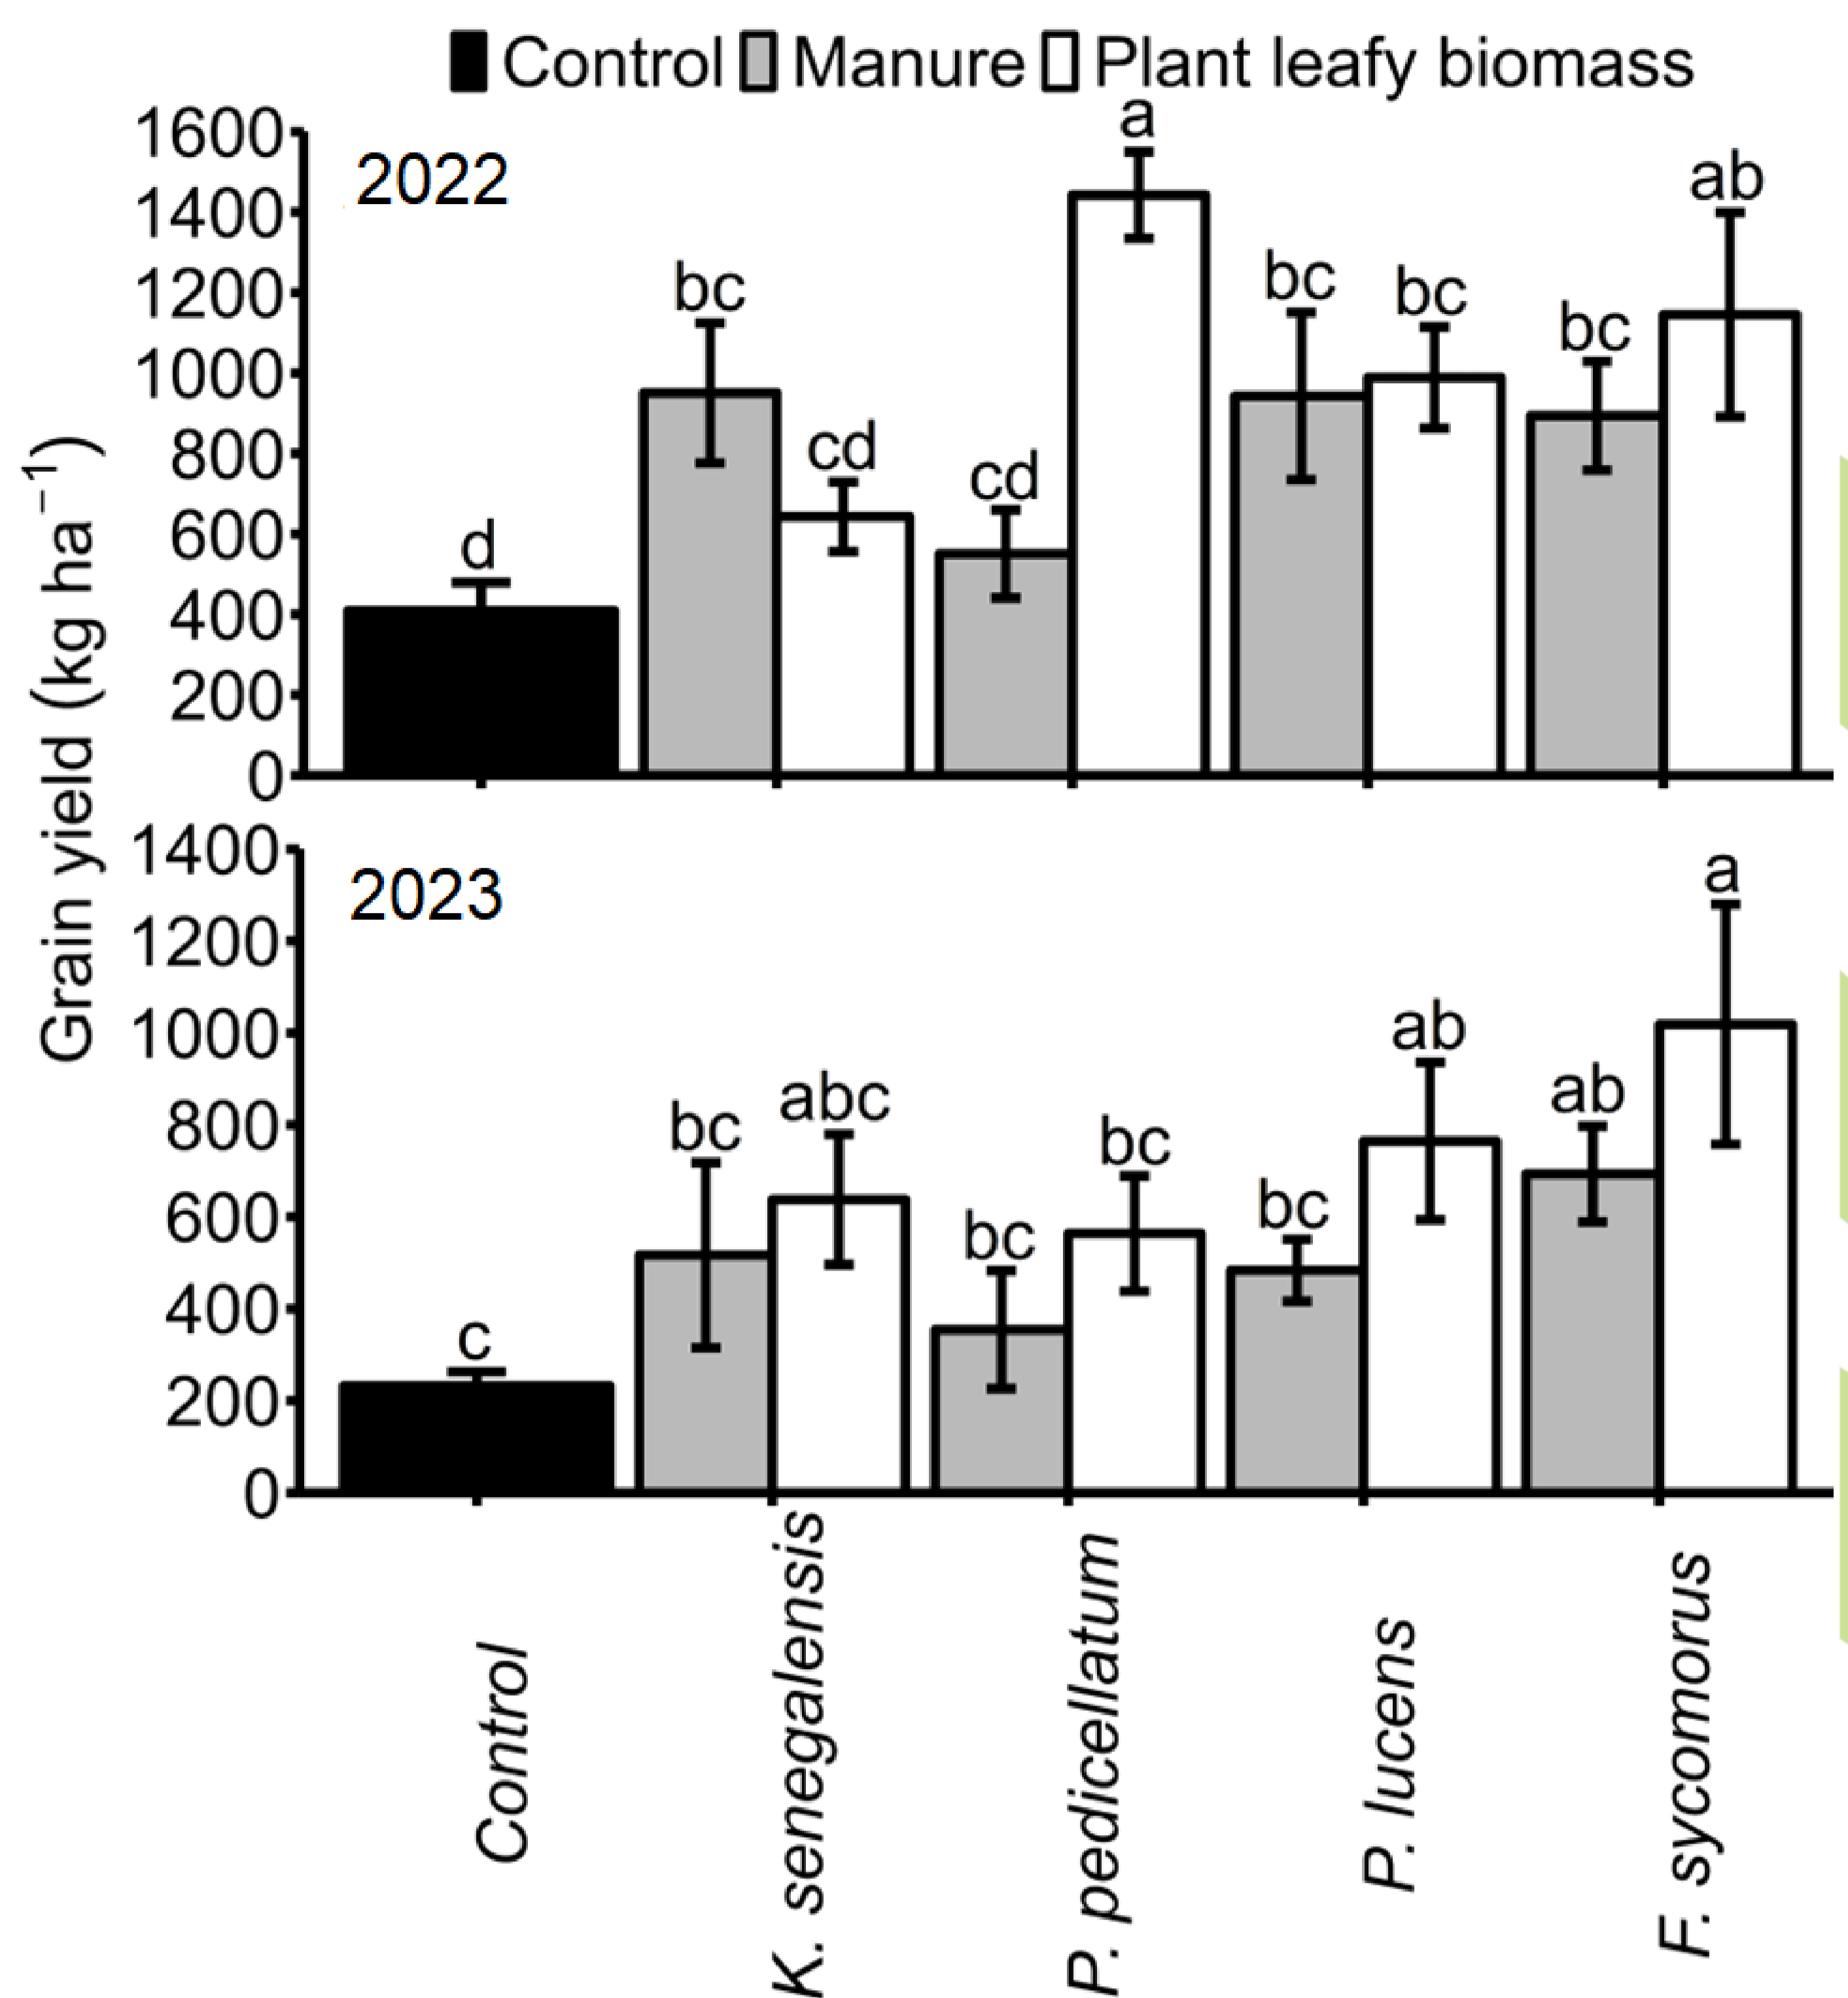 Control Manure Plant leafy biomass
Grain yield (kg ha⁻¹)
2022
1600
1400
1200
1000
800
600
400
200
0
d
bc
cd
cd
a
bc
bc
bc
ab
2023
1400
1200
1000
800
600
400
200
0
c
bc
abc
bc
bc
bc
ab
ab
a
Control
K. senegalensis
P. pedicellatum
P. lucens
F. sycomorus